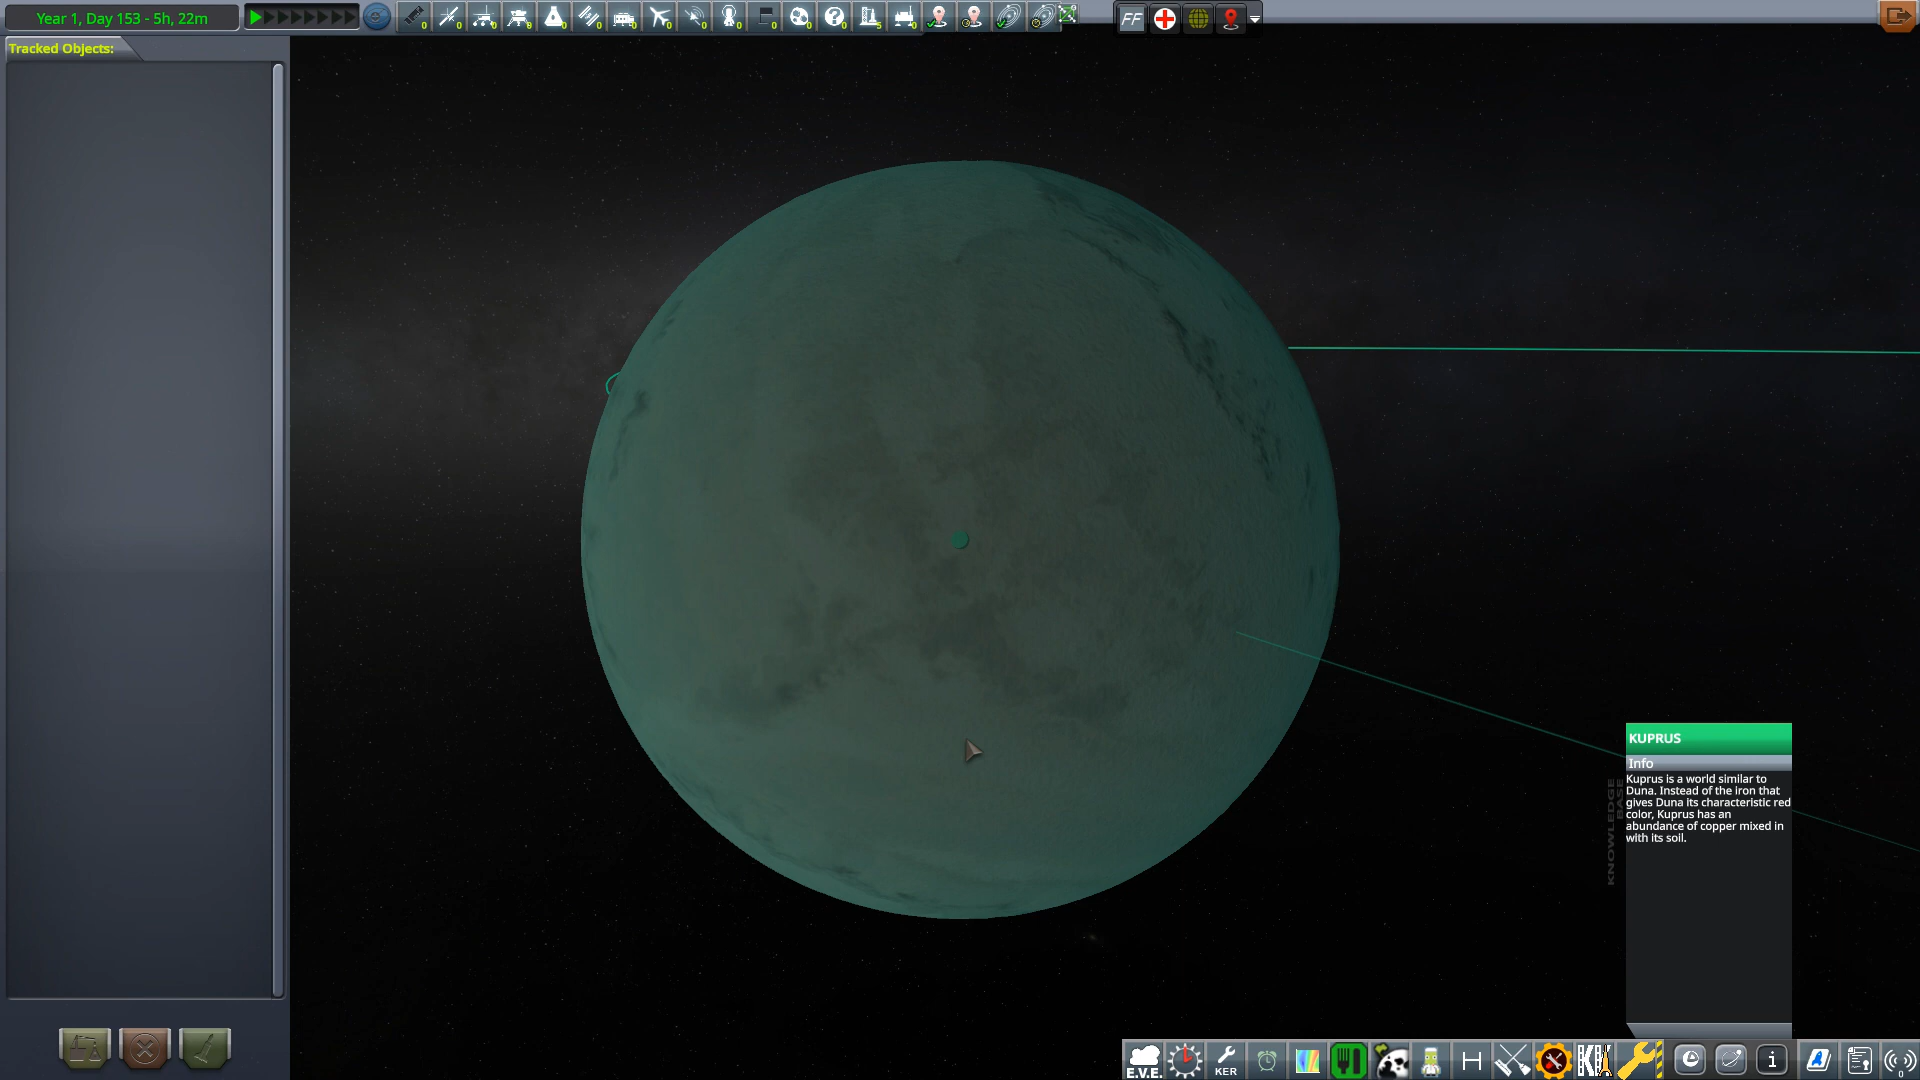 Year 1, Day 153 - 5h, 22m
FF
Tracked Objects:
KUPRUS
Info
Kuprus is a world similar to
Duna. Instead of the iron that
gives Duna its characteristic red
color, Kuprus has an
abundance of copper mixed in
with its soil.
KNOWLEDGE
BASE
E.V.E.
KER